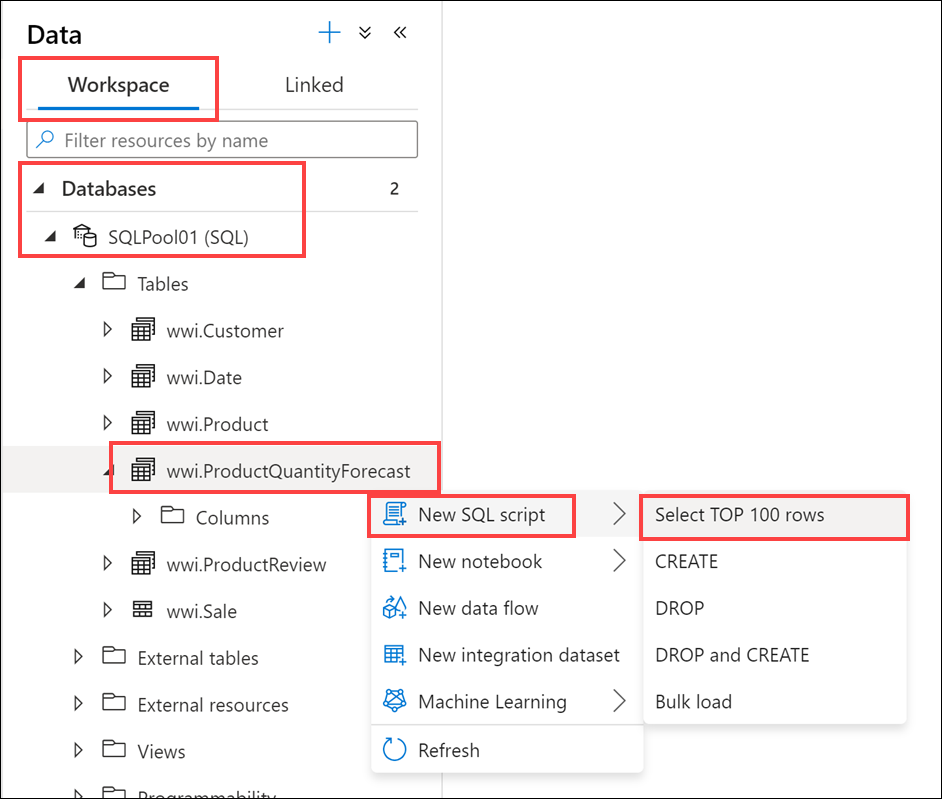 Data
Workspace Linked
Filter resources by name
Databases 2
SQLPool01 (SQL)
Tables
wwi.Customer
wwi.Date
wwi.Product
wwi.ProductQuantityForecast
Columns
wwi.ProductReview
wwi.Sale
External tables
External resources
Views
Programmability
New SQL script
New notebook
New data flow
New integration dataset
Machine Learning
Refresh
Select TOP 100 rows
CREATE
DROP
DROP and CREATE
Bulk load